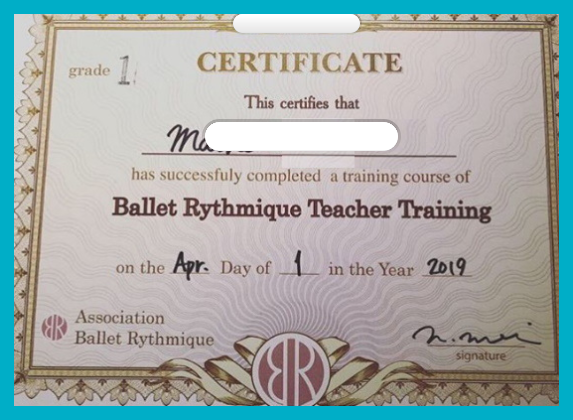 grade 1
CERTIFICATE
This certifies that
has successfuly completed a training course of
Ballet Rythmique Teacher Training
on the Apr. Day of 1 in the Year 2019
Association
Ballet Rythmique
signature